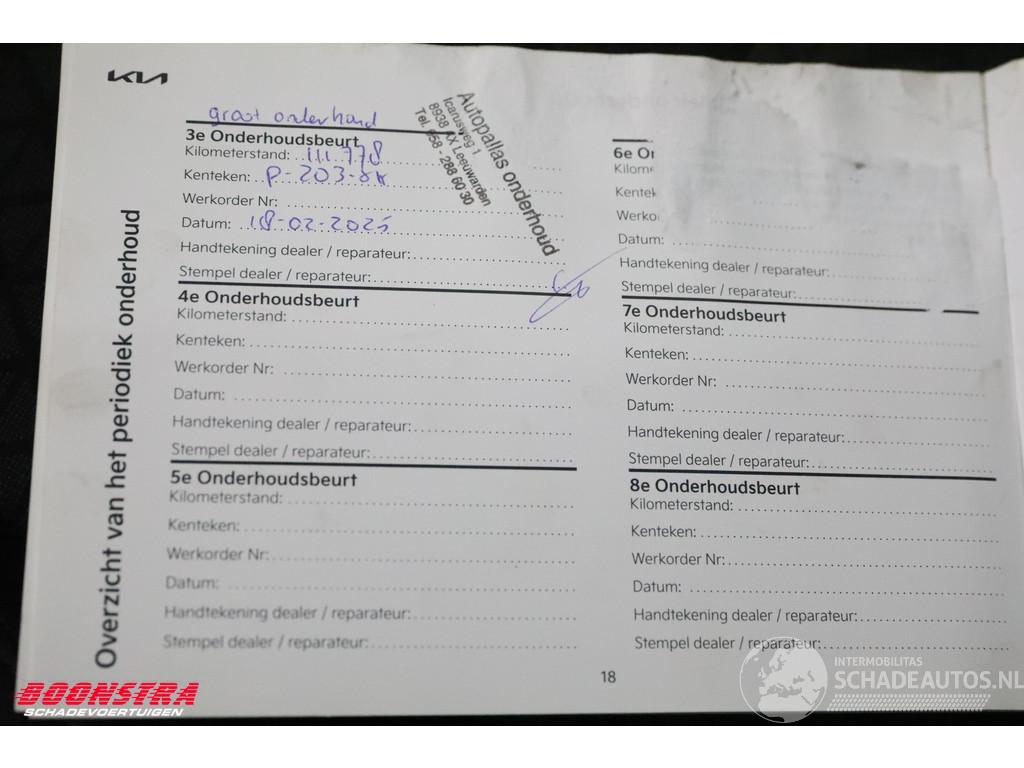 KIA
Overzicht van het periodiek onderhoud
groot onderhoud
3e Onderhoudsbeurt
Kilometerstand: 111.778
Kenteken: P-203-
Werkorder Nr:
Datum: 18-02-2025
Handtekening dealer / reparateur:
Stempel dealer / reparateur:
Autopallas onderhoud
Icarusweg 1
8938 AX Leeuwarden
Tel. 058 - 288 60 30
4e Onderhoudsbeurt
Kilometerstand:
Kenteken:
Werkorder Nr:
Datum:
Handtekening dealer / reparateur:
Stempel dealer / reparateur:
5e Onderhoudsbeurt
Kilometerstand:
Kenteken:
Werkorder Nr:
Datum:
Handtekening dealer / reparateur:
Stempel dealer / reparateur:
6e O
Kilom
Kentek
Werko
Datum:
Handtekening dealer / reparateur:
Stempel dealer / reparateur:
7e Onderhoudsbeurt
Kilometerstand:
Kenteken:
Werkorder Nr:
Datum:
Handtekening dealer / reparateur:
Stempel dealer / reparateur:
8e Onderhoudsbeurt
Kilometerstand:
Kenteken:
Werkorder Nr:
Datum:
Handtekening dealer / reparateur:
Stempel dealer / reparateur:
18
BOONSTRA
SCHADEVOERTUIGEN
INTERMOBILITAS
SCHADEAUTOS.NL